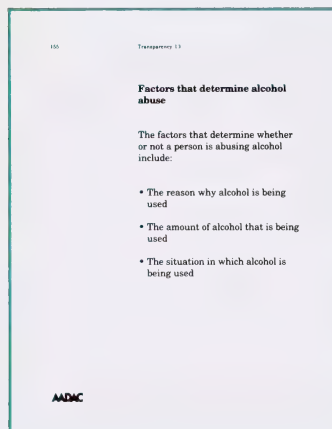 155
Transparency 13
Factors that determine alcohol
abuse
The factors that determine whether
or not a person is abusing alcohol
include:
• The reason why alcohol is being
used
• The amount of alcohol that is being
used
• The situation in which alcohol is
being used
AADAC